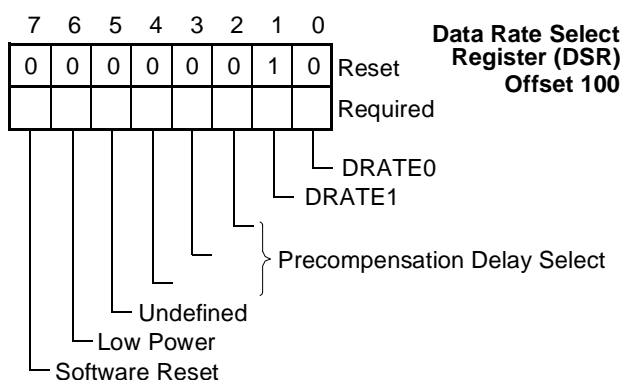 7 6 5 4 3 2 1 0
Data Rate Select
Register (DSR)
Offset 100
0 0 0 0 0 0 1 0 Reset
Required
DRATE0
DRATE1
Precompensation Delay Select
Undefined
Low Power
Software Reset